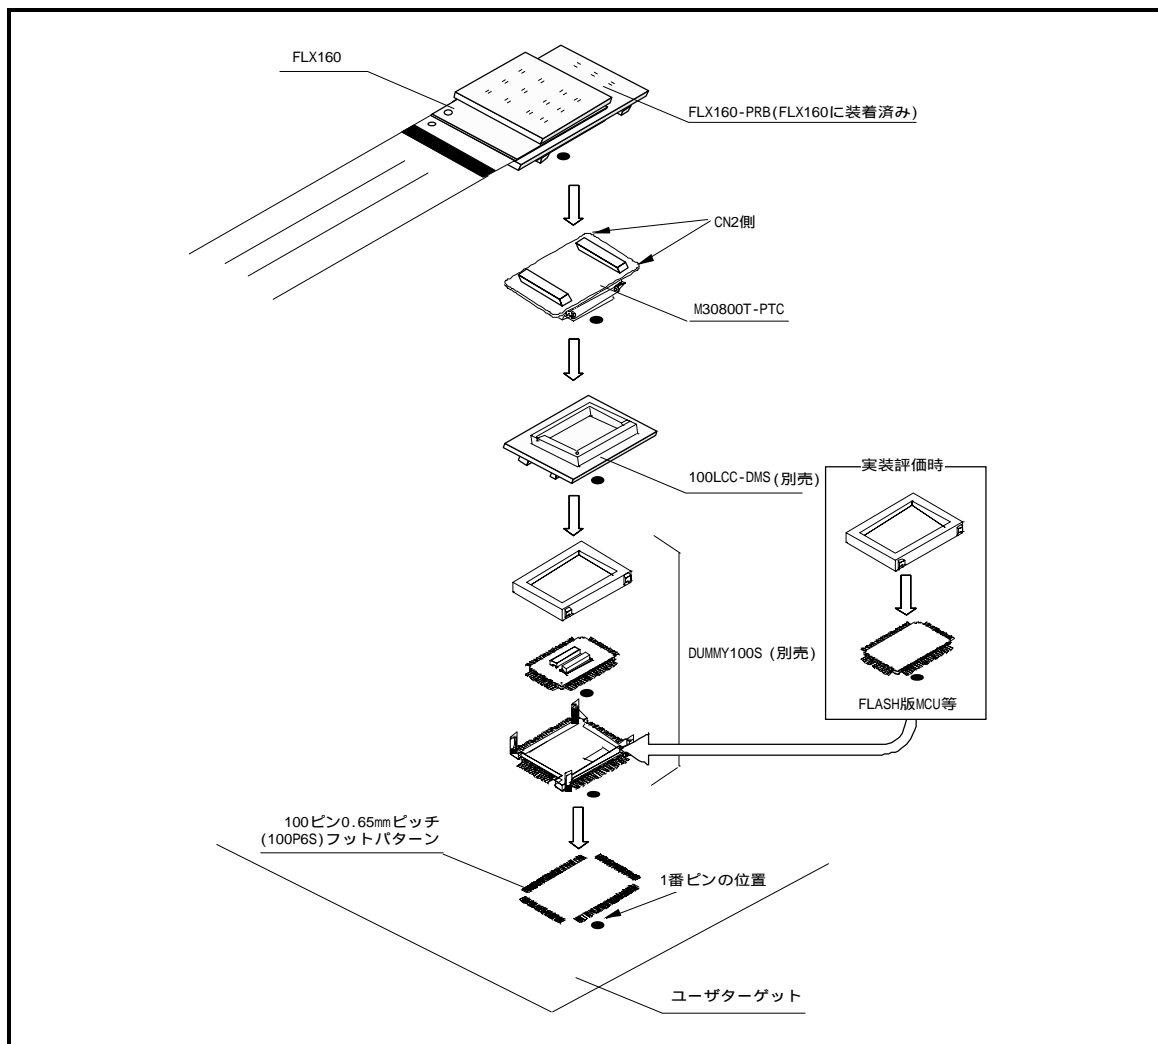 FLX160
FLX160-PRB(FLX160に装着済み)
CN2側
M30800T-PTC
100LCC-DMS(別売)
実装評価時
DUMMY100S (別売)
FLASH版MCU等
100ピン0.65mmピッチ
(100P6S)フットパターン
1番ピンの位置
ユーザターゲット